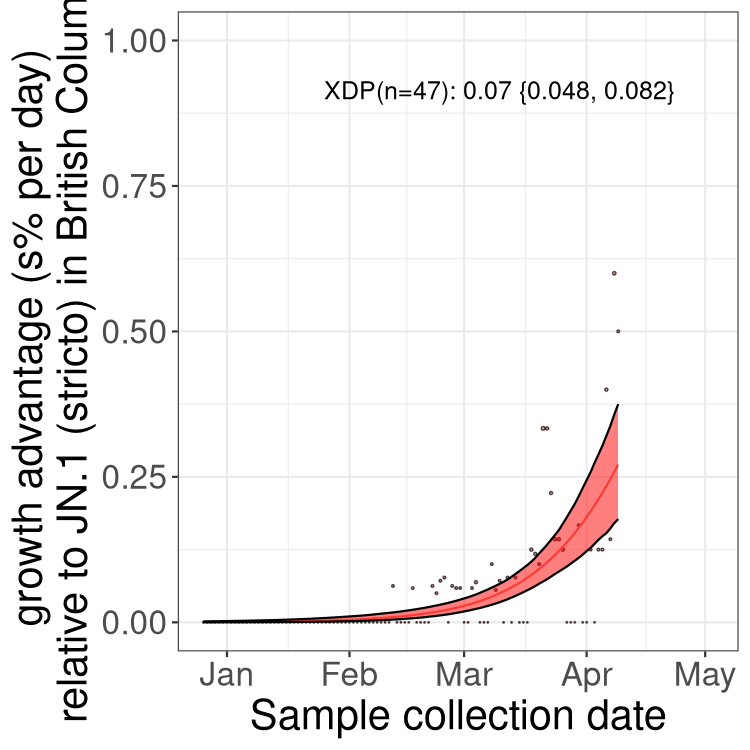 growth advantage (s% per day)
relative to JN.1 (stricto) in British Colum
1.00
0.75
0.50
0.25
0.00
XDP(n=47): 0.07 {0.048, 0.082}
Jan Feb Mar Apr May
Sample collection date